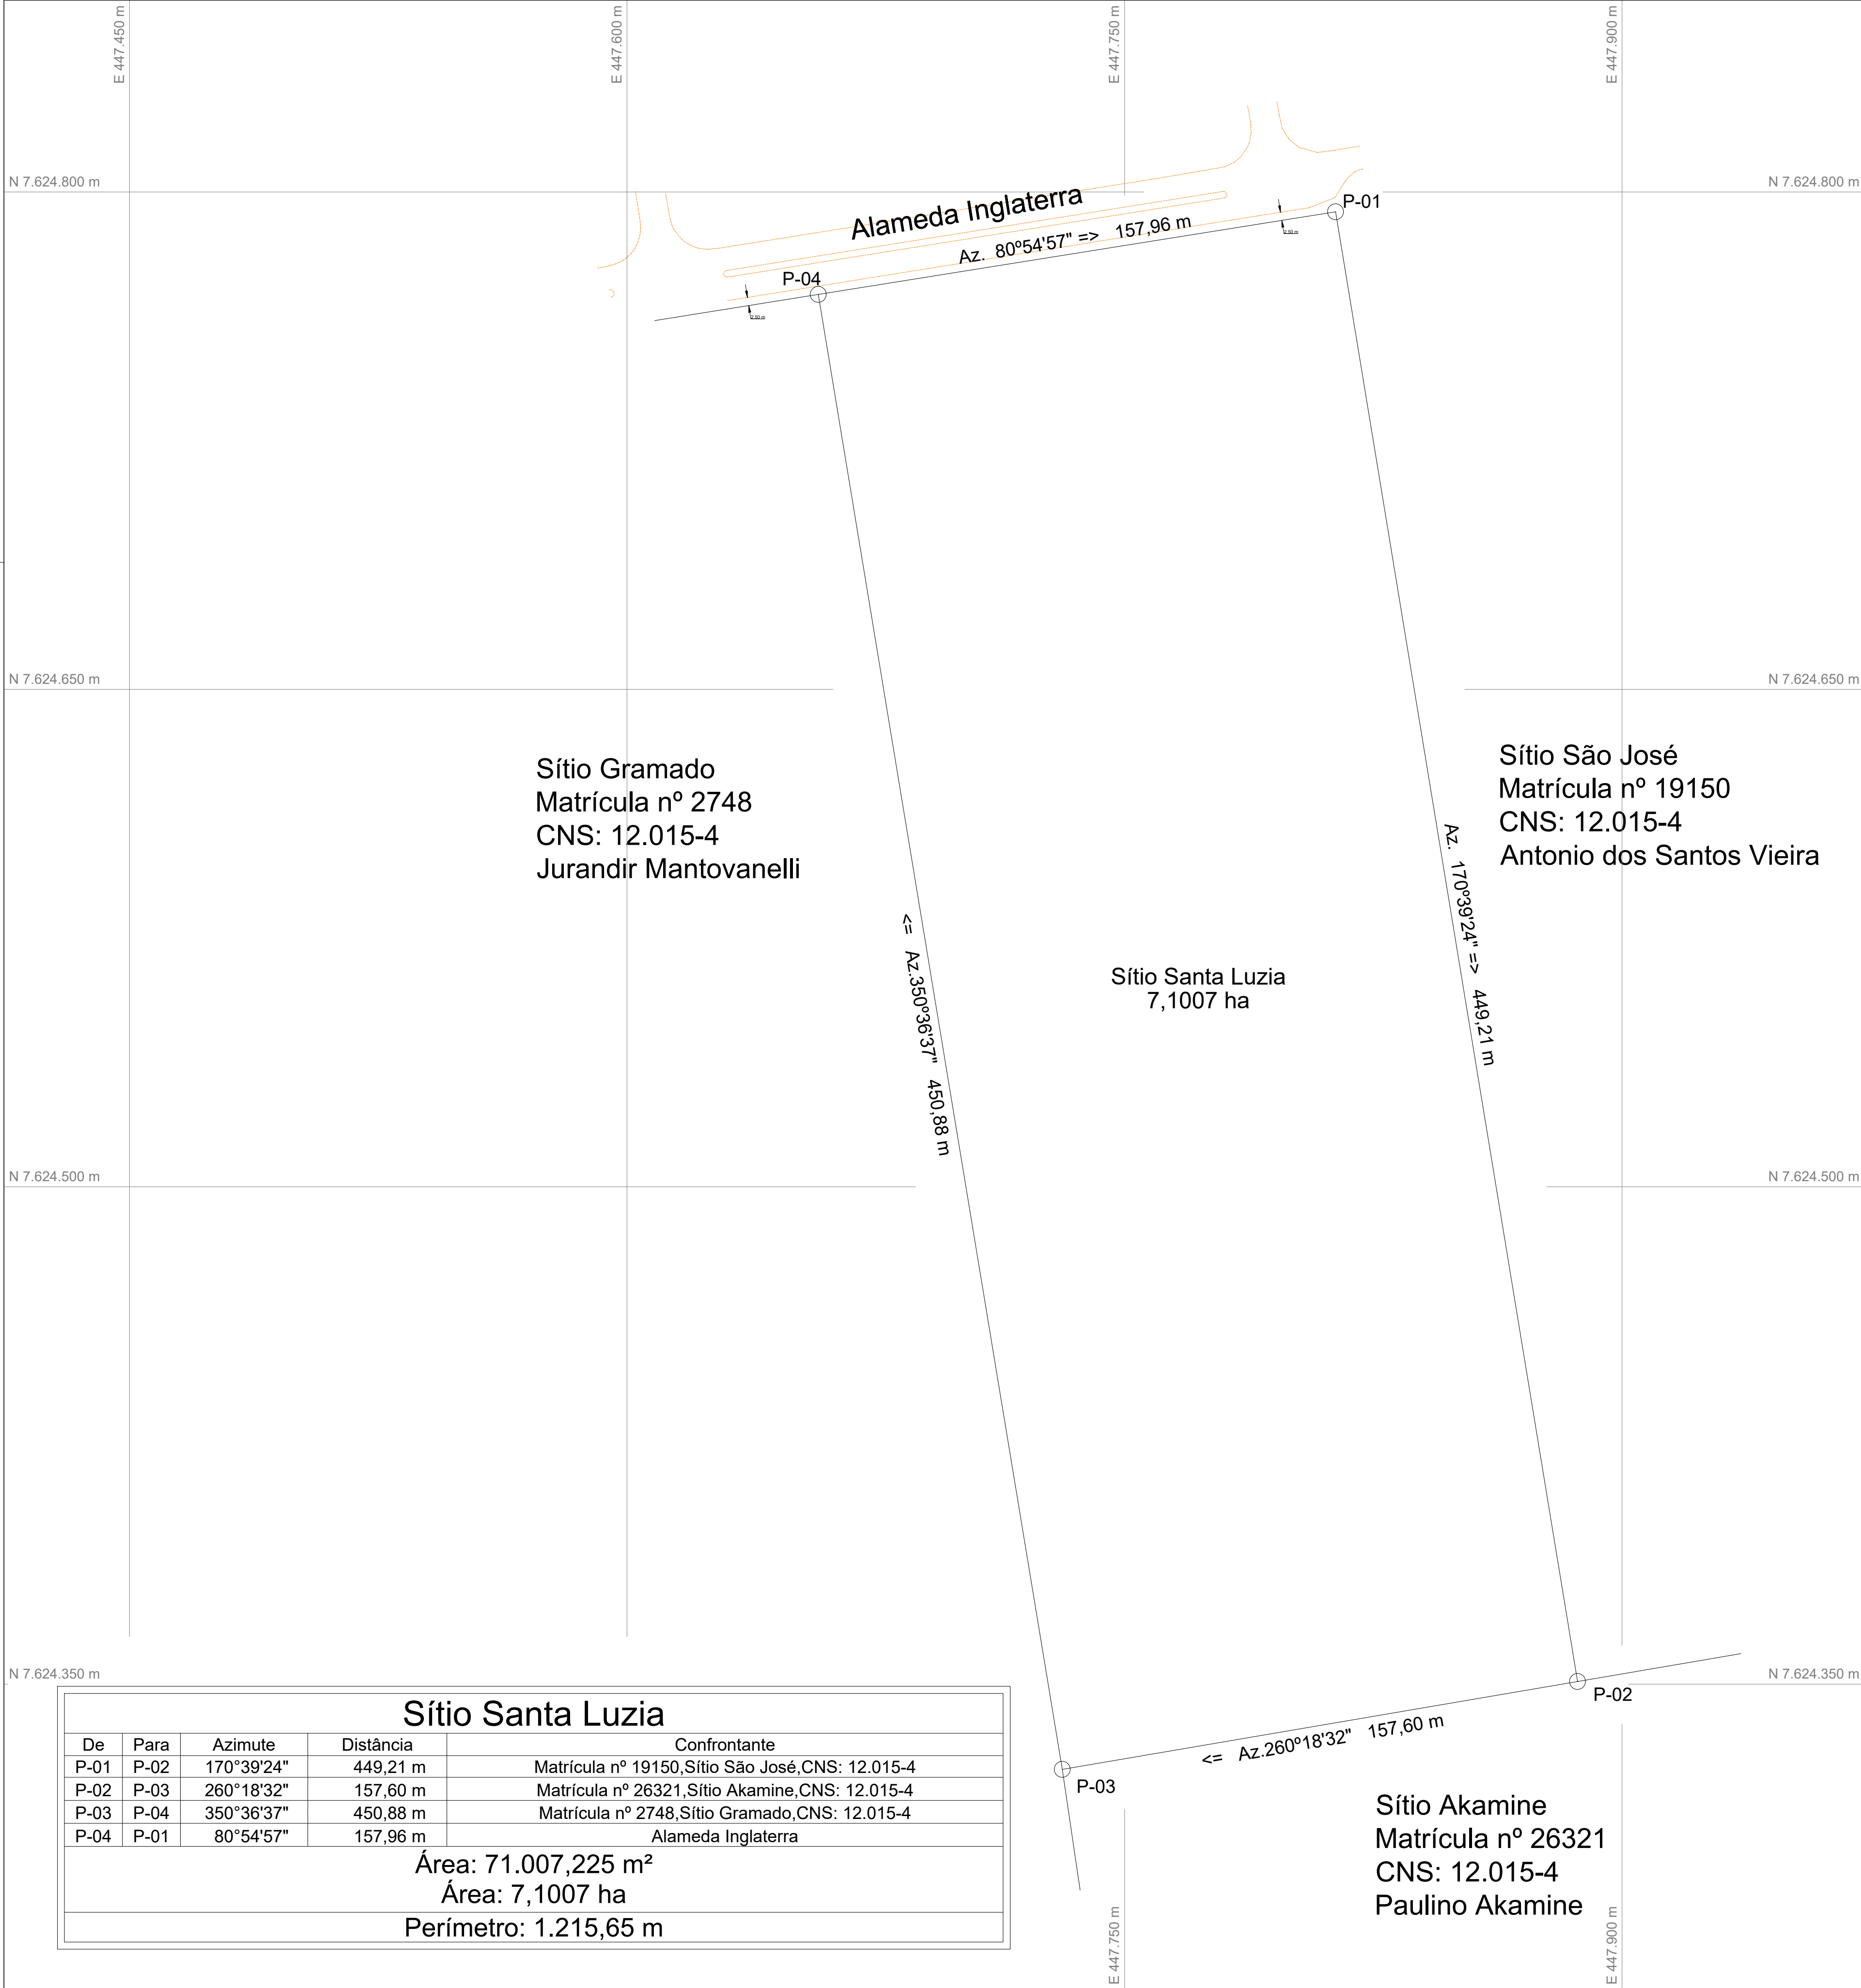 E 447.450 m
E 447.600 m
E 447.750 m
E 447.900 m
N 7.624.800 m
N 7.624.800 m
Alameda Inglaterra
P-01
Az. 80º54'57" => 157,96 m
2.50 m
P-04
2.50 m
N 7.624.650 m
N 7.624.650 m
Sítio Gramado
Matrícula nº 2748
CNS: 12.015-4
Jurandir Mantovanelli
Sítio São José
Matrícula nº 19150
CNS: 12.015-4
Antonio dos Santos Vieira
Az. 170º39'24" => 449,21 m
<= Az.350º36'37" 450,88 m
Sítio Santa Luzia
7,1007 ha
N 7.624.500 m
N 7.624.500 m
N 7.624.350 m
N 7.624.350 m
P-02
<= Az.260º18'32" 157,60 m
P-03
Sítio Santa Luzia
De Para Azimute Distância Confrontante
P-01 P-02 170°39'24" 449,21 m Matrícula nº 19150,Sítio São José,CNS: 12.015-4
P-02 P-03 260°18'32" 157,60 m Matrícula nº 26321,Sítio Akamine,CNS: 12.015-4
P-03 P-04 350°36'37" 450,88 m Matrícula nº 2748,Sítio Gramado,CNS: 12.015-4
P-04 P-01 80°54'57" 157,96 m Alameda Inglaterra
Área: 71.007,225 m²
Área: 7,1007 ha
Perímetro: 1.215,65 m
Sítio Akamine
Matrícula nº 26321
CNS: 12.015-4
Paulino Akamine
E 447.750 m
E 447.900 m